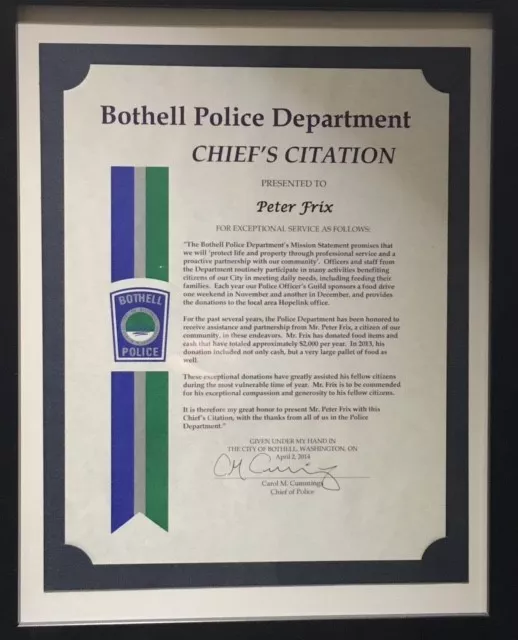 Bothell Police Department
CHIEF'S CITATION
PRESENTED TO
Peter Frix
FOR EXCEPTIONAL SERVICE AS FOLLOWS:
"The Bothell Police Department's Mission Statement promises that
we will 'protect life and property through professional service and a
proactive partnership with our community'. Officers and staff from
the Department routinely participate in many activities benefiting
citizens of our City in meeting daily needs, including feeding their
families. Each year our Police Officer's Guild sponsors a food drive
one weekend in November and another in December, and provides
the donations to the local area Hopelink office.
For the past several years, the Police Department has been honored to
receive assistance and partnership from Mr. Peter Frix, a citizen of our
community, in these endeavors. Mr. Frix has donated food items and
cash that have totaled approximately $2,000 per year. In 2013, his
donation included not only cash, but a very large pallet of food as
well.
These exceptional donations have greatly assisted his fellow citizens
during the most vulnerable time of year. Mr. Frix is to be commended
for his exceptional compassion and generosity to his fellow citizens.
It is therefore my great honor to present Mr. Peter Frix with this
Chief's Citation, with the thanks from all of us in the Police
Department."
GIVEN UNDER MY HAND IN
THE CITY OF BOTHELL, WASHINGTON, ON
April 2, 2014
Carol M. Cummings
Chief of Police
BOTHELL
POLICE